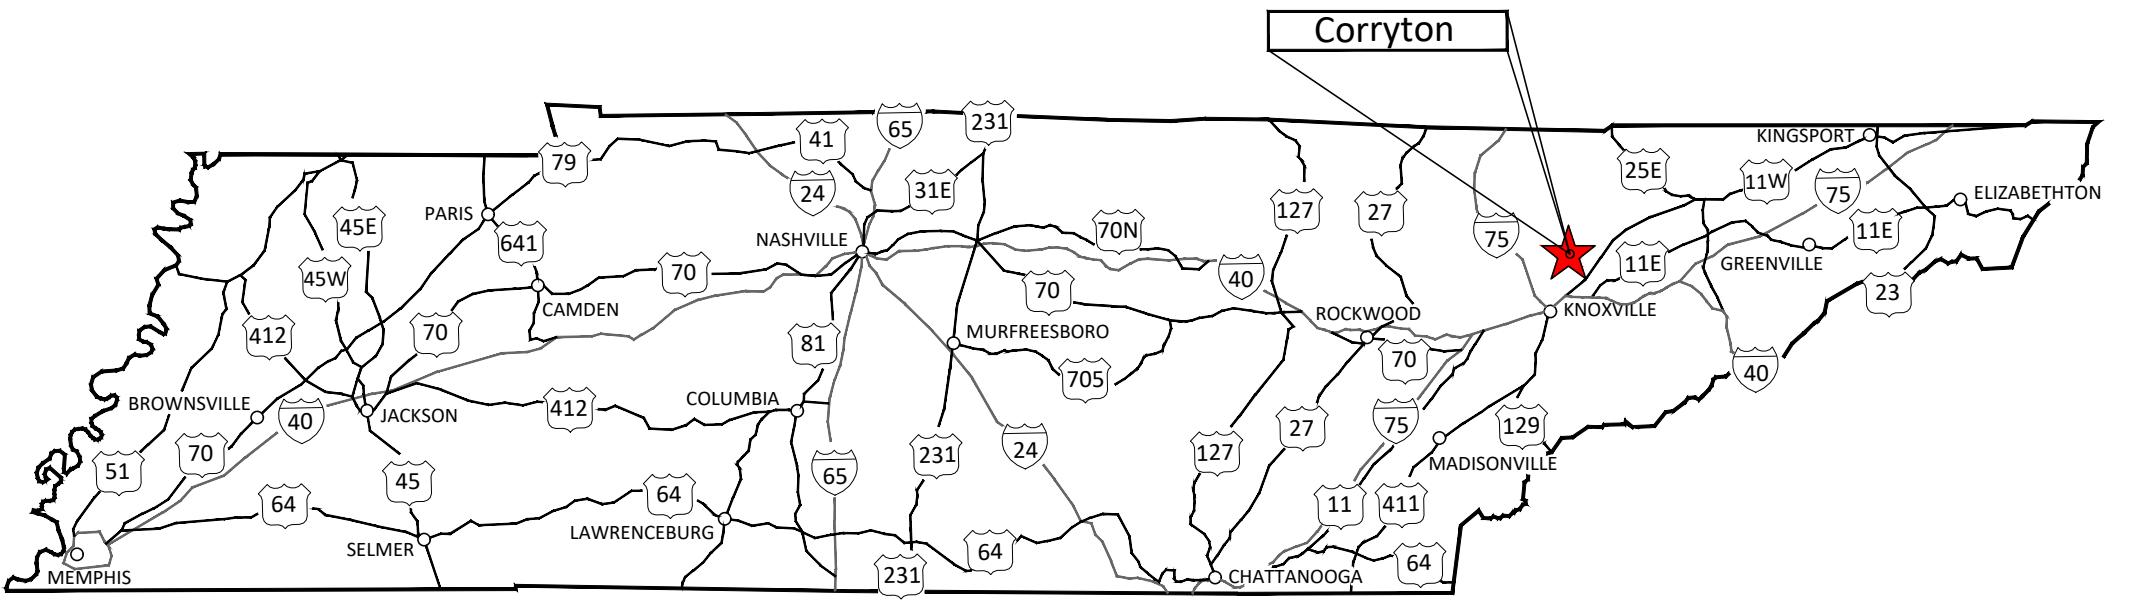 Corryton
65
231
41
79
KINGSPORT
25E
11W
75
24
31E
ELIZABETHTON
PARIS
45E
127
27
70N
641
NASHVILLE
75
11E
11E
GREENVILLE
45W
70
40
70
23
CAMDEN
ROCKWOOD
KNOXVILLE
412
70
81
MURFREESBORO
70
705
40
BROWNSVILLE
40
JACKSON
412
COLUMBIA
75
27
129
70
51
24
231
127
MADISONVILLE
65
45
64
64
11
411
LAWRENCEBURG
SELMER
64
64
MEMPHIS
231
CHATTANOOGA